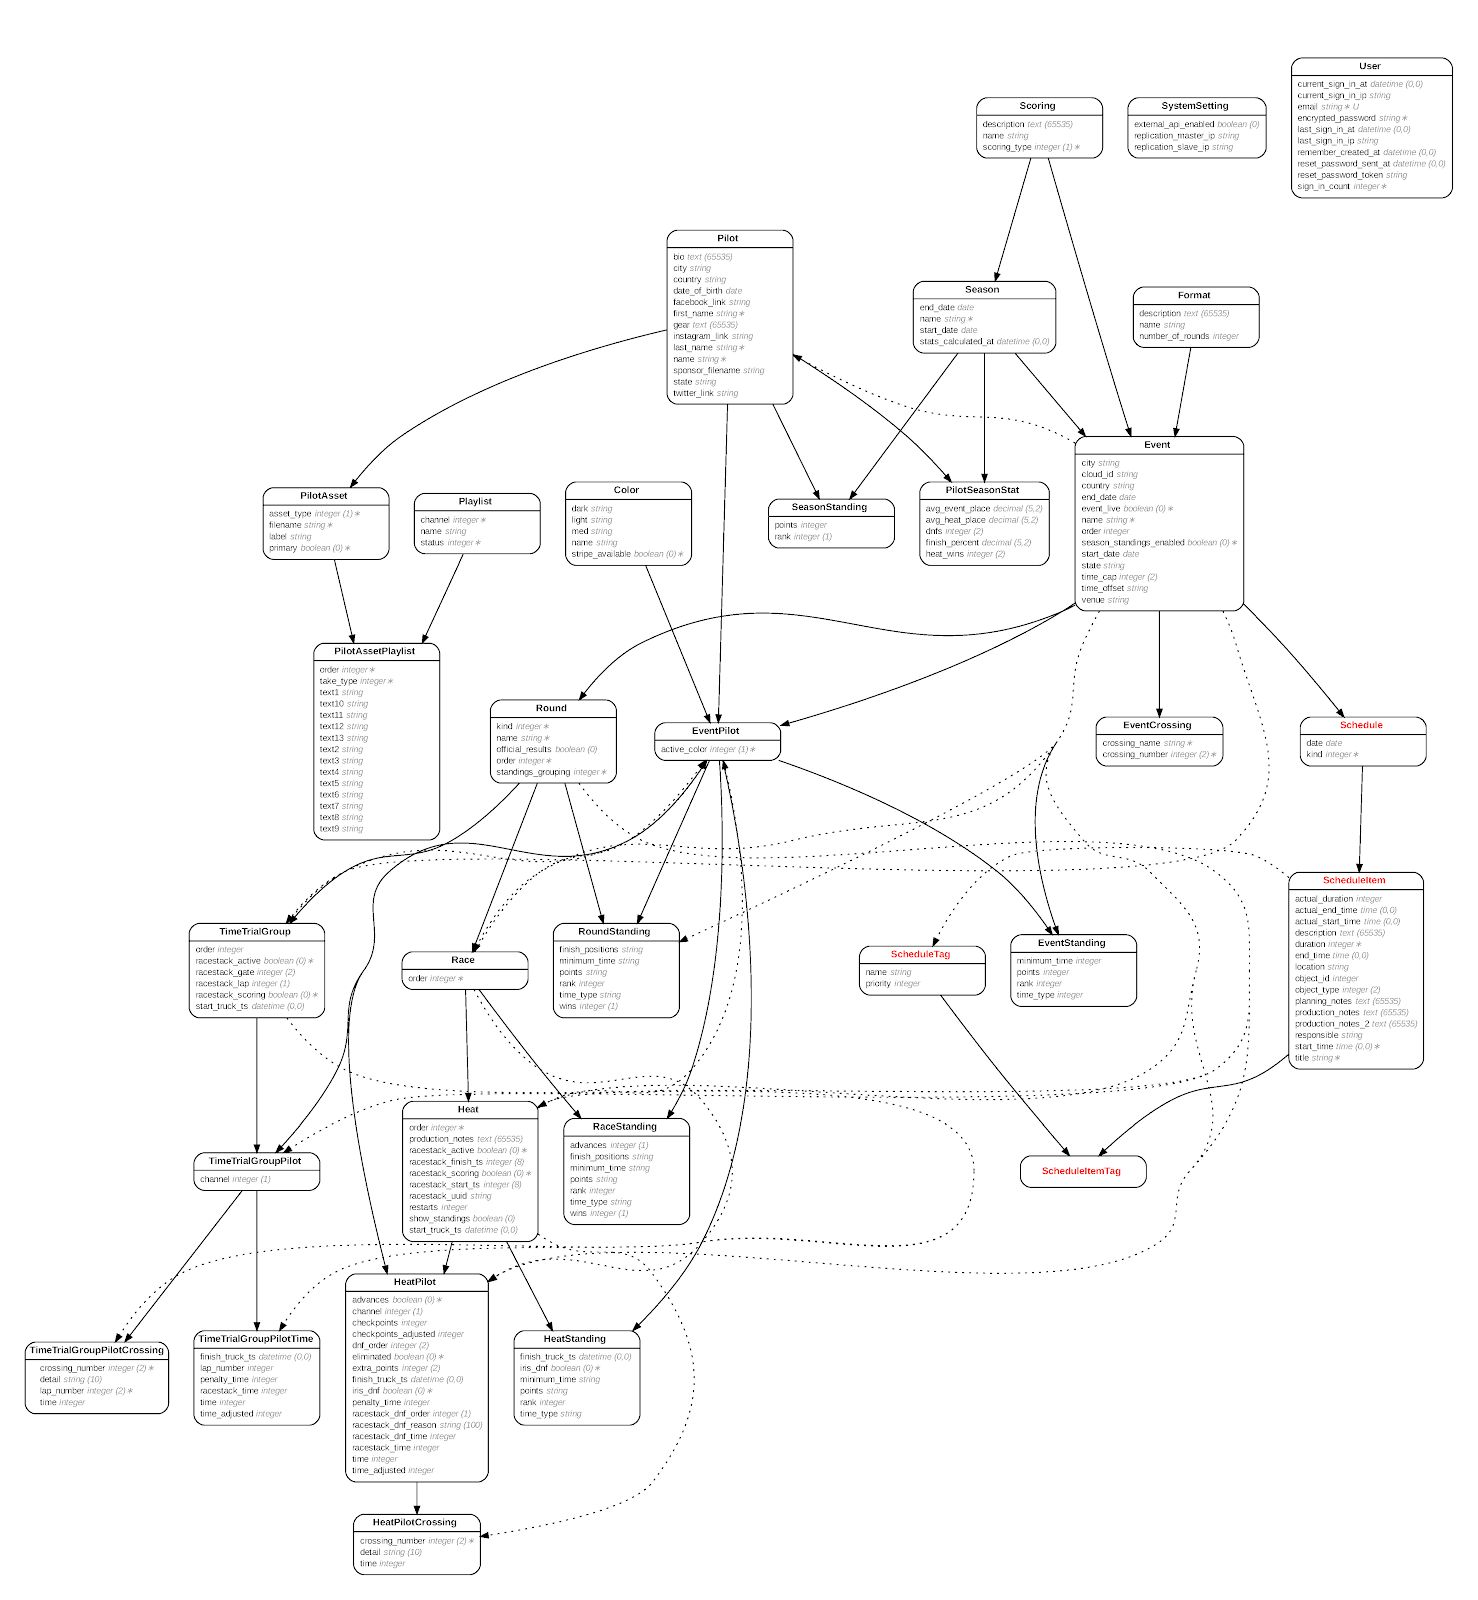 User
current_sign_in_at datetime (0,0)
current_sign_in_ip string
email string ∗ U
encrypted_password string ∗
last_sign_in_at datetime (0,0)
last_sign_in_ip string
remember_created_at datetime (0,0)
reset_password_sent_at datetime (0,0)
reset_password_token string
sign_in_count integer ∗
Scoring
description text (65535)
name string
scoring_type integer (1) ∗
SystemSetting
external_api_enabled boolean (0)
replication_master_ip string
replication_slave_ip string
Pilot
bio text (65535)
city string
country string
date_of_birth date
facebook_link string
first_name string ∗
gear text (65535)
instagram_link string
last_name string ∗
name string ∗
sponsor_filename string
state string
twitter_link string
Season
end_date date
name string ∗
start_date date
stats_calculated_at datetime (0,0)
Format
description text (65535)
name string
number_of_rounds integer
Event
city string
cloud_id string
country string
end_date date
event_live boolean (0) ∗
name string ∗
order integer
season_standings_enabled boolean (0) ∗
start_date date
state string
time_cap integer (2)
time_offset string
venue string
PilotAsset
asset_type integer (1) ∗
filename string ∗
label string
primary boolean (0) ∗
Playlist
channel integer ∗
name string
status integer ∗
Color
dark string
light string
med string
name string
stripe_available boolean (0) ∗
SeasonStanding
points integer
rank integer (1)
PilotSeasonStat
avg_event_place decimal (5,2)
avg_heat_place decimal (5,2)
dnfs integer (2)
finish_percent decimal (5,2)
heat_wins integer (2)
PilotAssetPlaylist
order integer ∗
take_type integer ∗
text1 string
text10 string
text11 string
text12 string
text13 string
text2 string
text3 string
text4 string
text5 string
text6 string
text7 string
text8 string
text9 string
Round
kind integer ∗
name string ∗
official_results boolean (0)
order integer ∗
standings_grouping integer ∗
EventPilot
active_color integer (1) ∗
EventCrossing
crossing_name string ∗
crossing_number integer (2) ∗
Schedule
date date
kind integer ∗
ScheduleItem
actual_duration integer
actual_end_time time (0,0)
actual_start_time time (0,0)
description text (65535)
duration integer ∗
end_time time (0,0)
location string
object_id integer
object_type integer (2)
planning_notes text (65535)
production_notes text (65535)
production_notes_2 text (65535)
responsible string
start_time time (0,0) ∗
title string ∗
TimeTrialGroup
order integer
racestack_active boolean (0) ∗
racestack_gate integer (2)
racestack_lap integer (1)
racestack_scoring boolean (0) ∗
start_truck_ts datetime (0,0)
Race
order integer ∗
RoundStanding
finish_positions string
minimum_time string
points string
rank integer
time_type string
wins integer (1)
ScheduleTag
name string
priority integer
EventStanding
minimum_time integer
points integer
rank integer
time_type integer
Heat
order integer ∗
production_notes text (65535)
racestack_active boolean (0) ∗
racestack_finish_ts integer (8)
racestack_scoring boolean (0) ∗
racestack_start_ts integer (8)
racestack_uuid string
restarts integer
show_standings boolean (0)
start_truck_ts datetime (0,0)
RaceStanding
advances integer (1)
finish_positions string
minimum_time string
points string
rank integer
time_type string
wins integer (1)
TimeTrialGroupPilot
channel integer (1)
ScheduleItemTag
HeatPilot
advances boolean (0) ∗
channel integer (1)
checkpoints integer
checkpoints_adjusted integer
dnf_order integer (2)
eliminated boolean (0) ∗
extra_points integer (2)
finish_truck_ts datetime (0,0)
iris_dnf boolean (0) ∗
penalty_time integer
racestack_dnf_order integer (1)
racestack_dnf_reason string (100)
racestack_dnf_time integer
racestack_time integer
time integer
time_adjusted integer
TimeTrialGroupPilotCrossing
crossing_number integer (2) ∗
detail string (10)
lap_number integer (2) ∗
time integer
TimeTrialGroupPilotTime
finish_truck_ts datetime (0,0)
lap_number integer
penalty_time integer
racestack_time integer
time integer
time_adjusted integer
HeatStanding
finish_truck_ts datetime (0,0)
iris_dnf boolean (0) ∗
minimum_time string
points string
rank integer
time_type string
HeatPilotCrossing
crossing_number integer (2) ∗
detail string (10)
time integer